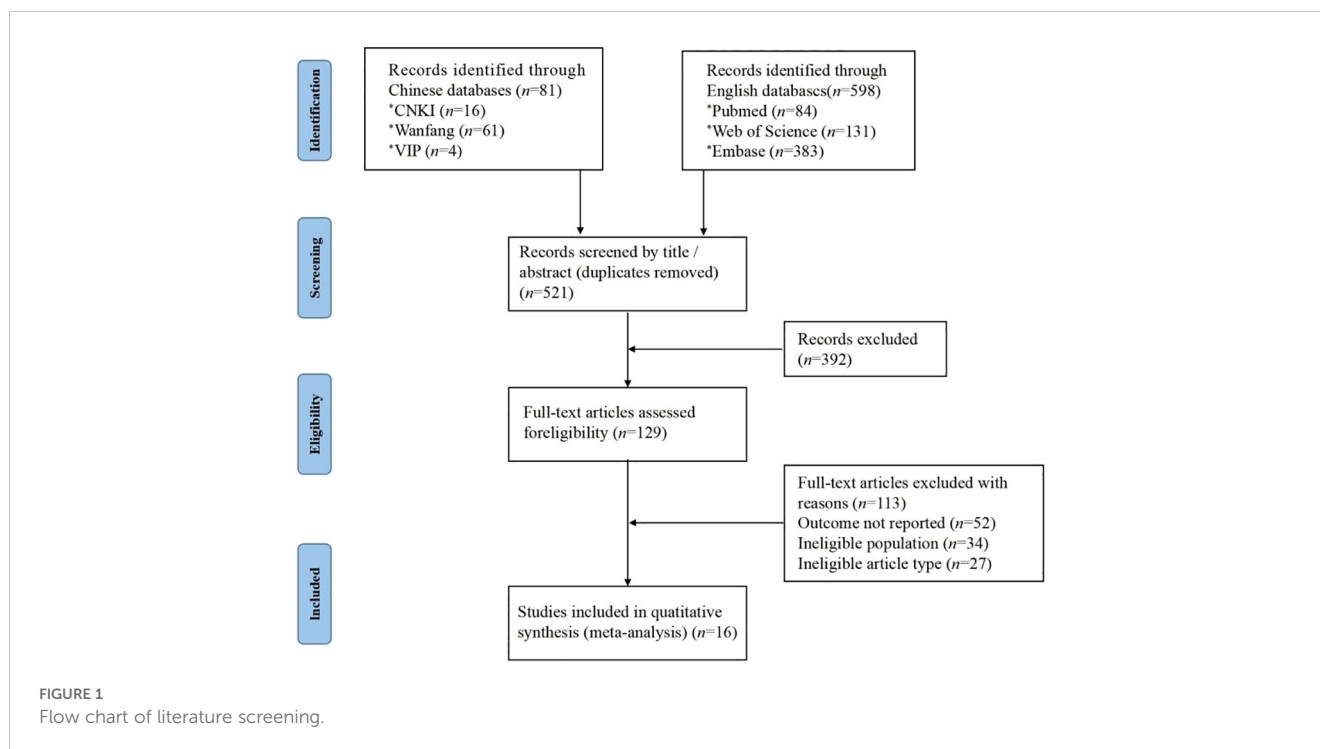 Identification
Records identified through
Chinese databases (n=81)
*CNKI (n=16)
*Wanfang (n=61)
*VIP (n=4)
Records identified through
English databascs(n=598)
*Pubmed (n=84)
*Web of Science (n=131)
*Embase (n=383)
Screening
Records screened by title /
abstract (duplicates removed)
(n=521)
Records excluded
(n=392)
Eligibility
Full-text articles assessed
foreligibility (n=129)
Full-text articles excluded with
reasons (n=113)
Outcome not reported (n=52)
Ineligible population (n=34)
Ineligible article type (n=27)
Included
Studies included in quatitative
synthesis (meta-analysis) (n=16)
FIGURE 1
Flow chart of literature screening.